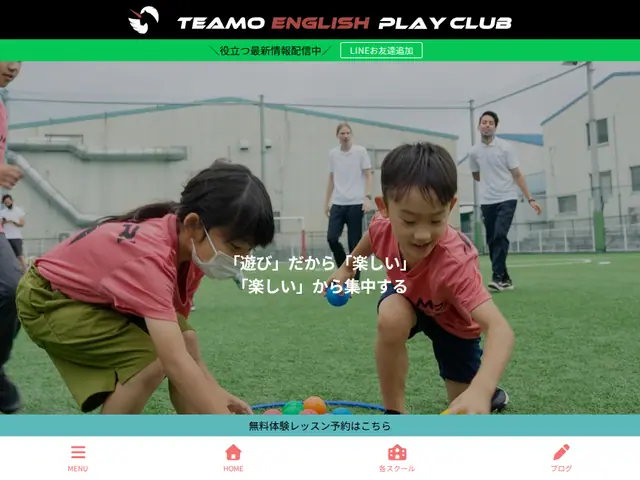 TEAMO ENGLISH PLAY CLUB
＼役立つ最新情報配信中／ LINEお友達追加
「遊び」だから「楽しい」
「楽しい」から集中する
無料体験レッスン予約はこちら
MENU HOME 各スクール ブログ